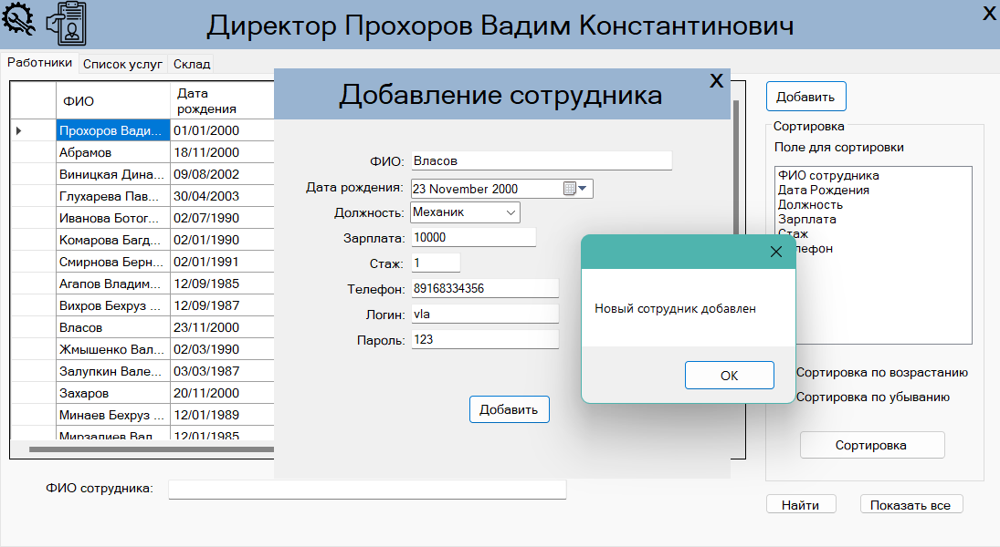 Директор Прохоров Вадим Константинович
X
Работники Список услуг Склад
ФИО Дата рождения
Прохоров Вади... 01/01/2000
Абрамов 18/11/2000
Виницкая Дина... 09/08/2002
Глухарева Пав... 30/04/2003
Иванова Ботог... 02/07/1990
Комарова Багд... 02/01/1990
Смирнова Берн... 02/01/1991
Агапов Владим... 12/09/1985
Вихров Бехруз ... 12/09/1987
Власов 23/11/2000
Жмышенко Вал... 02/03/1990
Залупкин Вале... 03/03/1987
Захаров 20/11/2000
Минаев Бехруз ... 12/01/1989
Мирзалиев Вал 12/01/1985
ФИО сотрудника:
Добавление сотрудника
X
ФИО: Власов
Дата рождения: 23 November 2000
Должность: Механик
Зарплата: 10000
Стаж: 1
Телефон: 89168334356
Логин: vla
Пароль: 123
Добавить
Новый сотрудник добавлен
OK
Добавить
Сортировка
Поле для сортировки
ФИО сотрудника
Дата Рождения
Должность
Зарплата
Стаж
лефон
Сортировка по возрастанию
Сортировка по убыванию
Сортировка
Найти Показать все